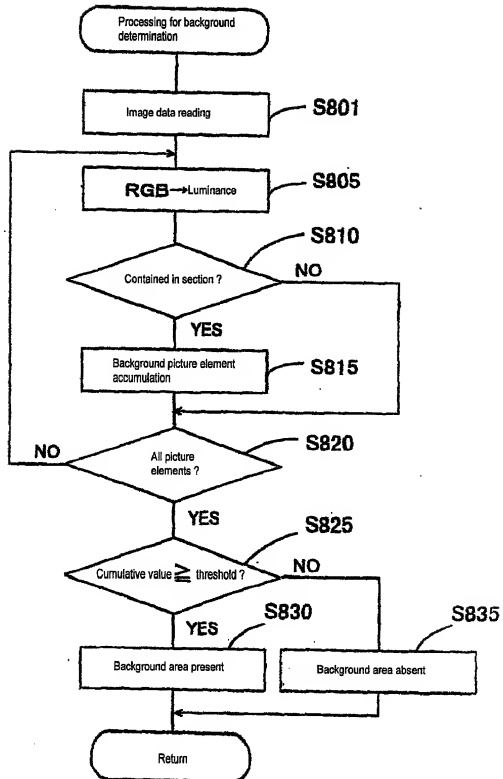 Processing for background
determination
Image data reading
S801
RGB→Luminance
S805
S810
Contained in section ?
NO
YES
Background picture element
accumulation
S815
S820
NO
All picture
elements ?
YES
S825
Cumulative value ≧ threshold ?
NO
YES
S830
S835
Background area present
Background area absent
Return